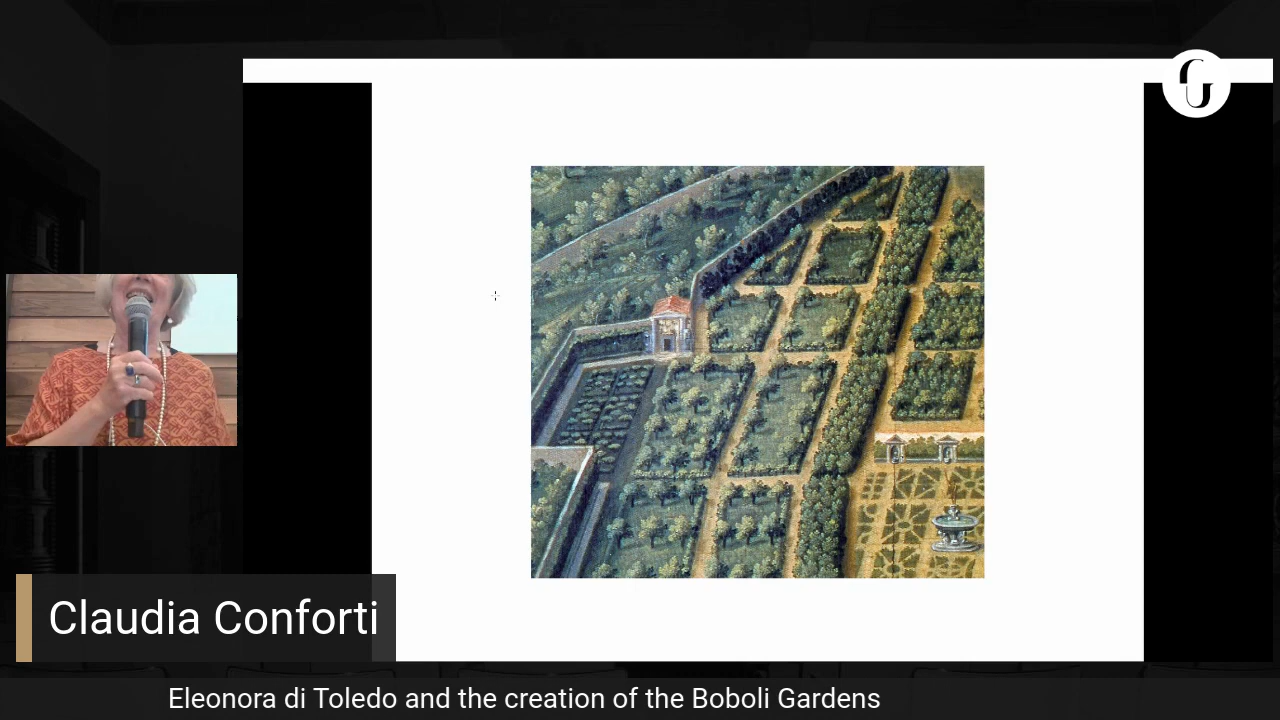 Claudia Conforti
Eleonora di Toledo and the creation of the Boboli Gardens